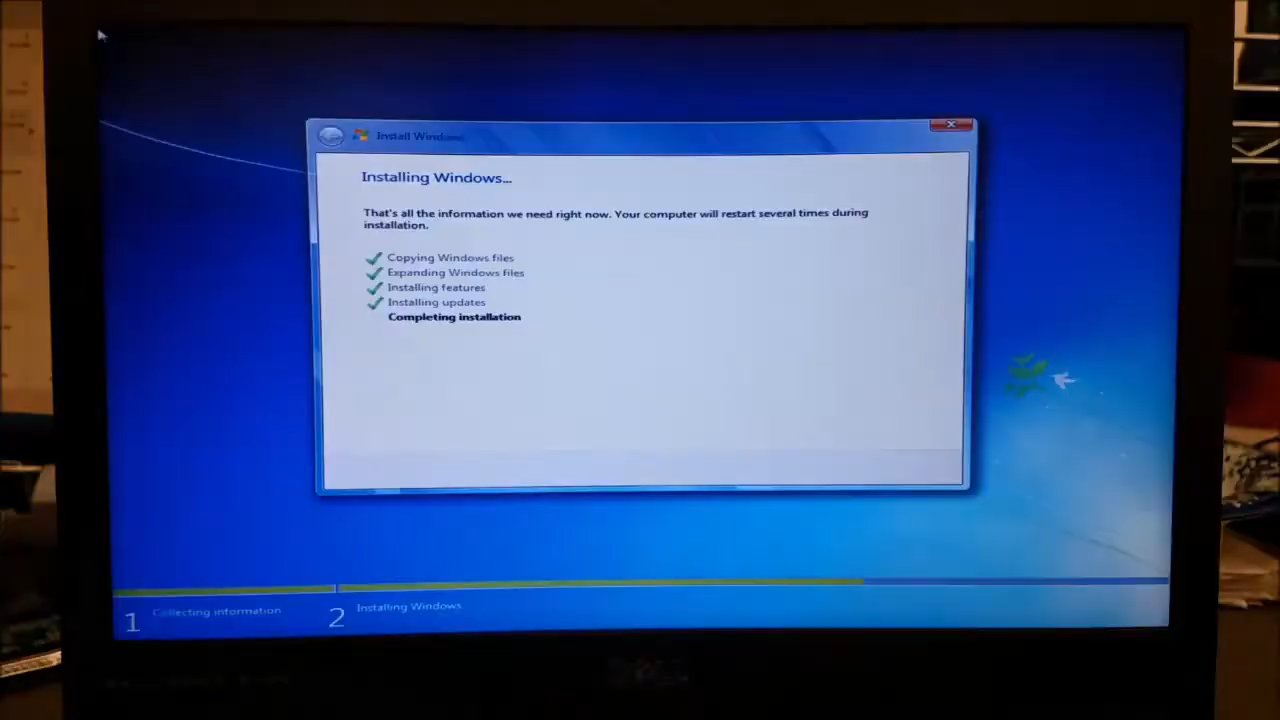 Install Windows
Installing Windows...
That's all the information we need right now. Your computer will restart several times during
installation.
Copying Windows files
Expanding Windows files
Installing features
Installing updates
Completing installation
1 Collecting information
2 Installing Windows